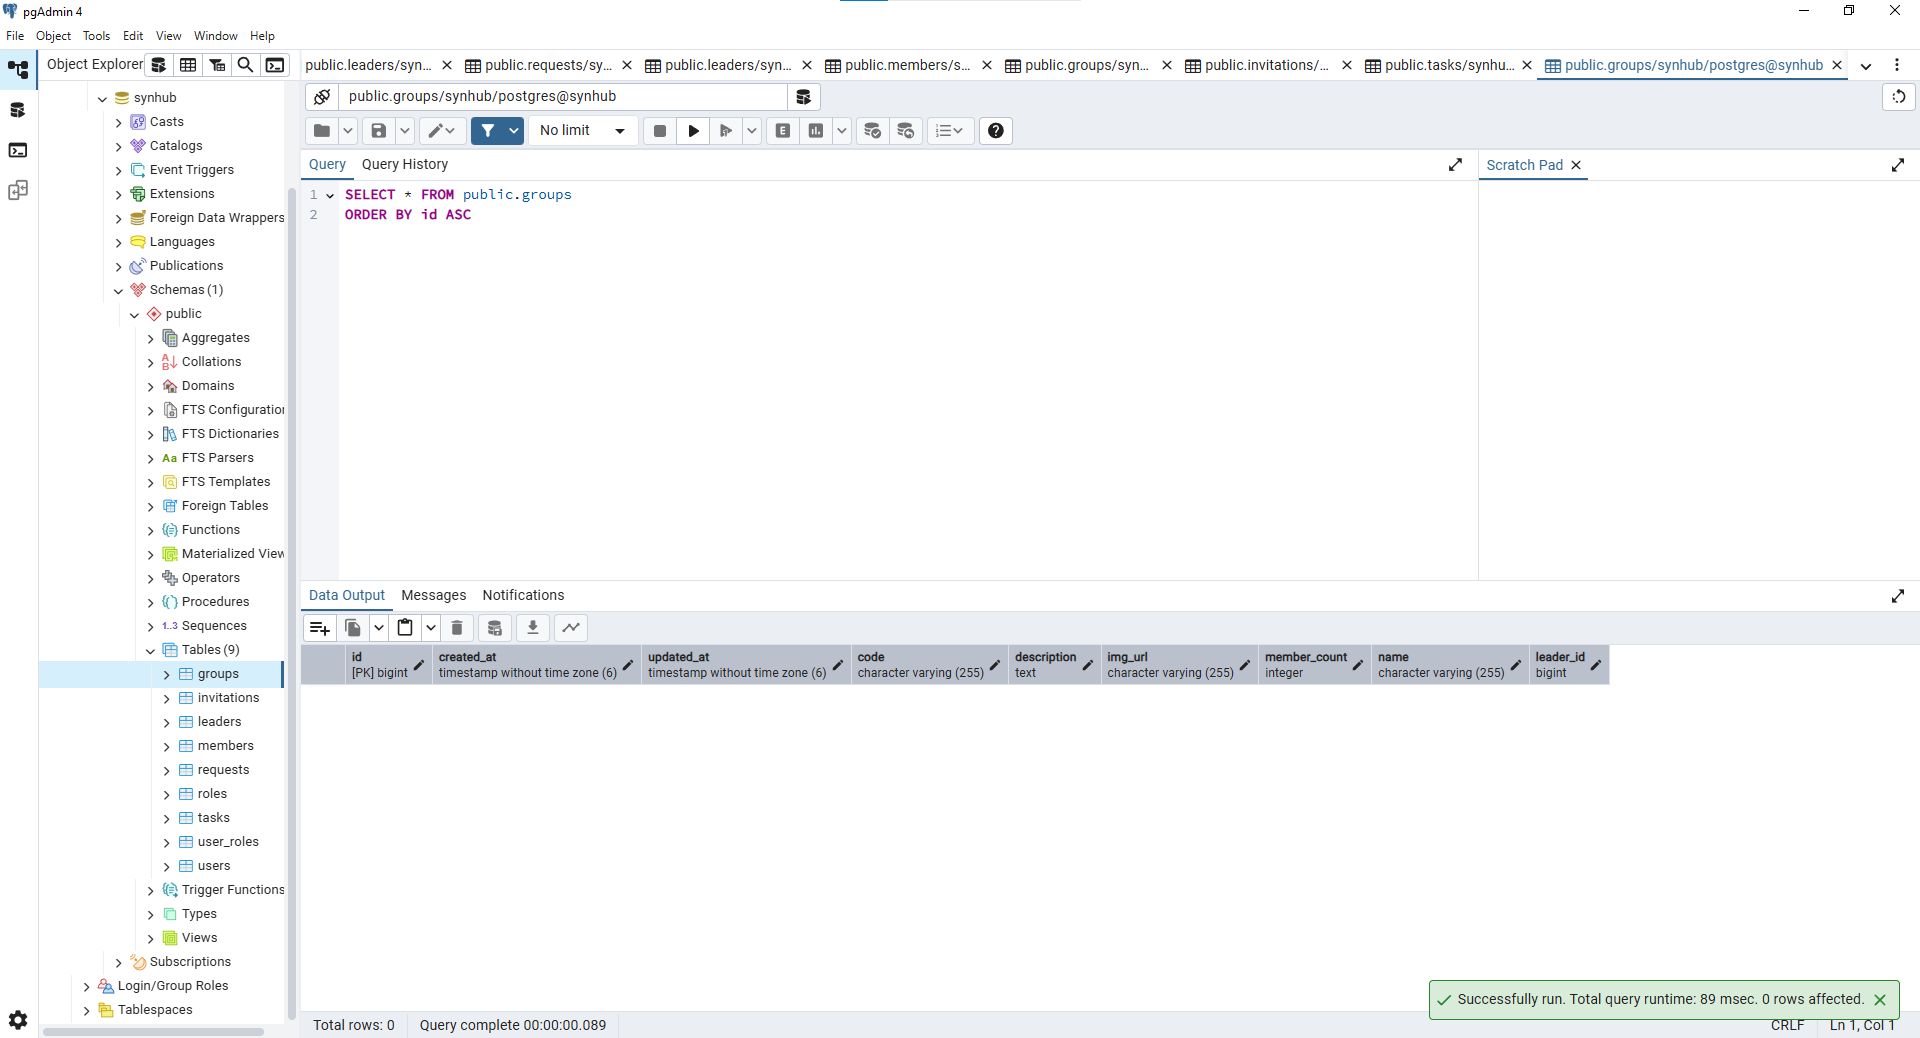 pgAdmin 4
File Object Tools Edit View Window Help
Object Explorer
public.leaders/syn... public.requests/sy... public.leaders/syn... public.members/s... public.groups/syn... public.invitations/... public.tasks/synhu... public.groups/synhub/postgres@synhub
public.groups/synhub/postgres@synhub
No limit
E
Query Query History
Scratch Pad
1 SELECT * FROM public.groups
2 ORDER BY id ASC
synhub
Casts
Catalogs
Event Triggers
Extensions
Foreign Data Wrappers
Languages
Publications
Schemas (1)
public
Aggregates
Collations
Domains
FTS Configuration
FTS Dictionaries
Aa FTS Parsers
FTS Templates
Foreign Tables
Functions
Materialized View
Operators
Procedures
1..3 Sequences
Tables (9)
groups
invitations
leaders
members
requests
roles
tasks
user_roles
users
Trigger Functions
Types
Views
Subscriptions
Login/Group Roles
Tablespaces
Data Output Messages Notifications
id created_at updated_at code description img_url member_count name leader_id
[PK] bigint timestamp without time zone (6) timestamp without time zone (6) character varying (255) text character varying (255) integer character varying (255) bigint
Successfully run. Total query runtime: 89 msec. 0 rows affected.
Total rows: 0 Query complete 00:00:00.089 CRLF Ln 1, Col 1